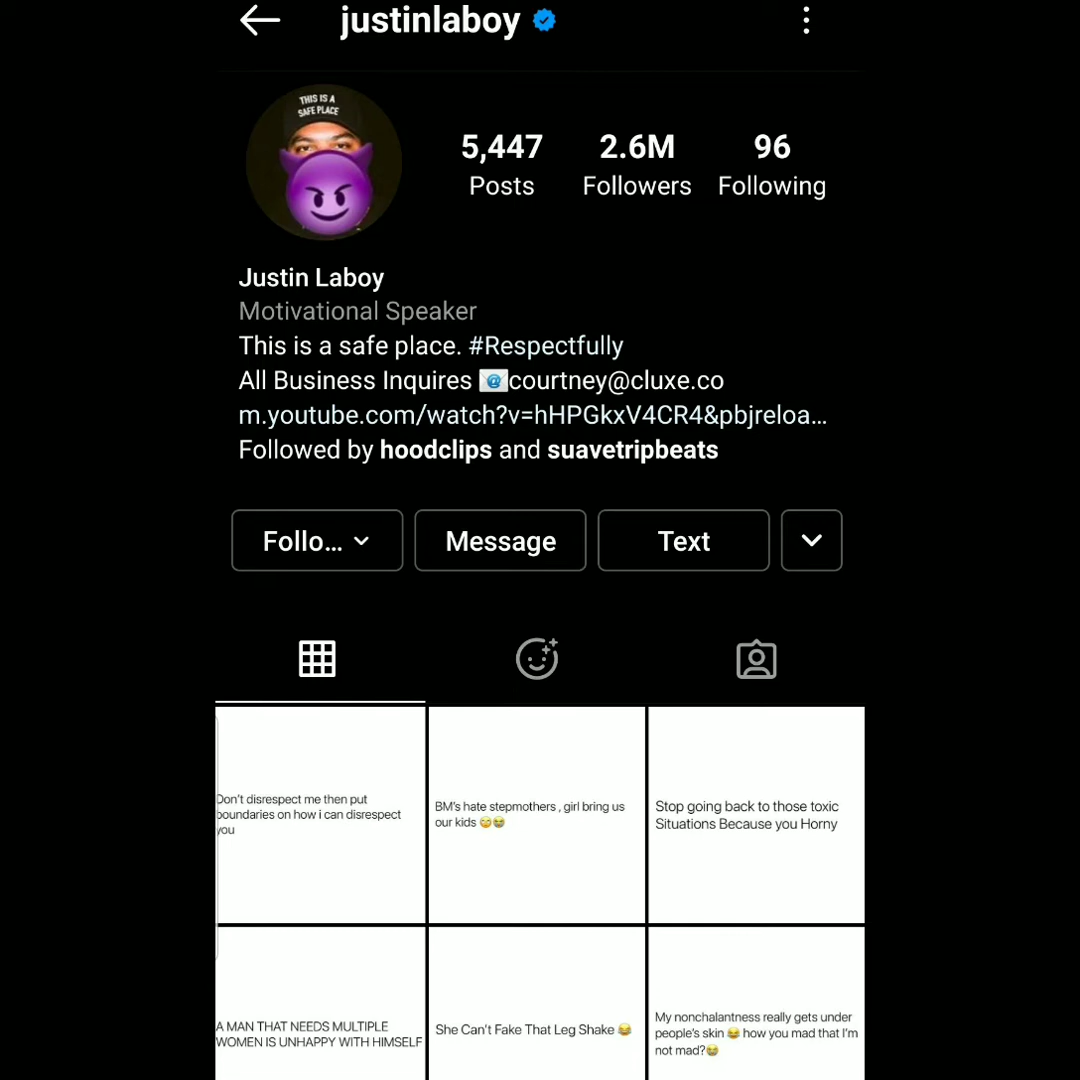 justinlaboy
THIS IS A
SAFE PLACE
5,447
Posts
2.6M
Followers
96
Following
Justin Laboy
Motivational Speaker
This is a safe place. #Respectfully
All Business Inquires 📧courtney@cluxe.co
m.youtube.com/watch?v=hHPGkxV4CR4&pbjreloa...
Followed by hoodclips and suavetripbeats
Follo...
Message
Text
Don't disrespect me then put
boundaries on how i can disrespect
you
BM's hate stepmothers , girl bring us
our kids 🙄😭
Stop going back to those toxic
Situations Because you Horny
A MAN THAT NEEDS MULTIPLE
WOMEN IS UNHAPPY WITH HIMSELF
She Can't Fake That Leg Shake 😂
My nonchalantness really gets under
people's skin 😂 how you mad that I'm
not mad?😭